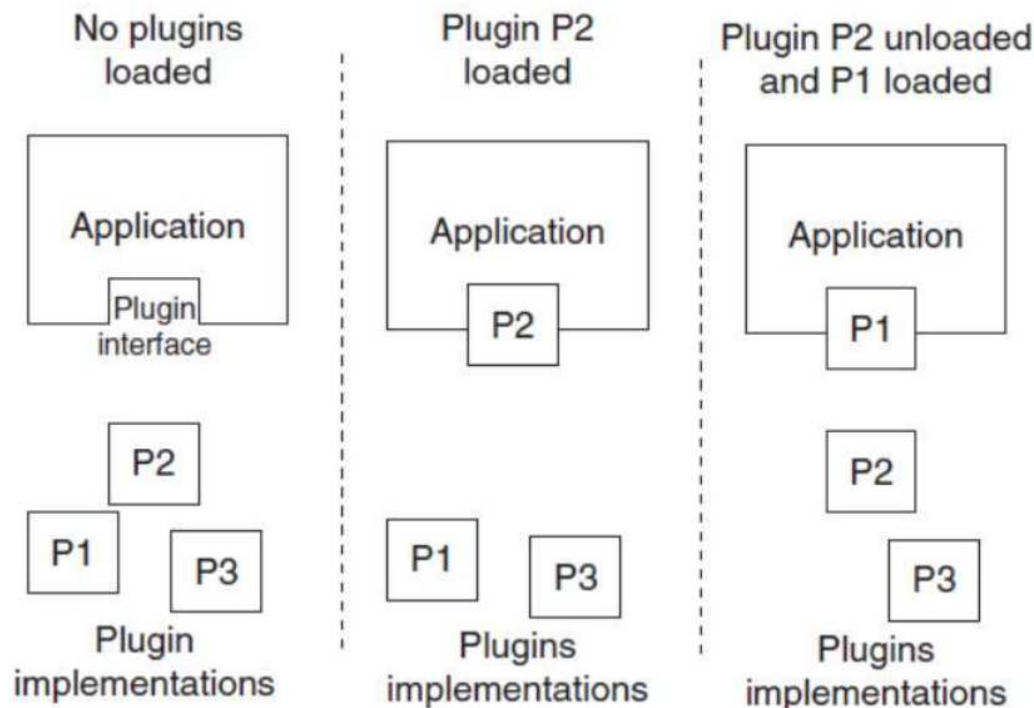 No plugins
loaded
Application
Plugin
interface
P2
P1
P3
Plugin
implementations
Plugin P2
loaded
Application
P2
P1
P3
Plugins
implementations
Plugin P2 unloaded
and P1 loaded
Application
P1
P2
P3
Plugins
implementations